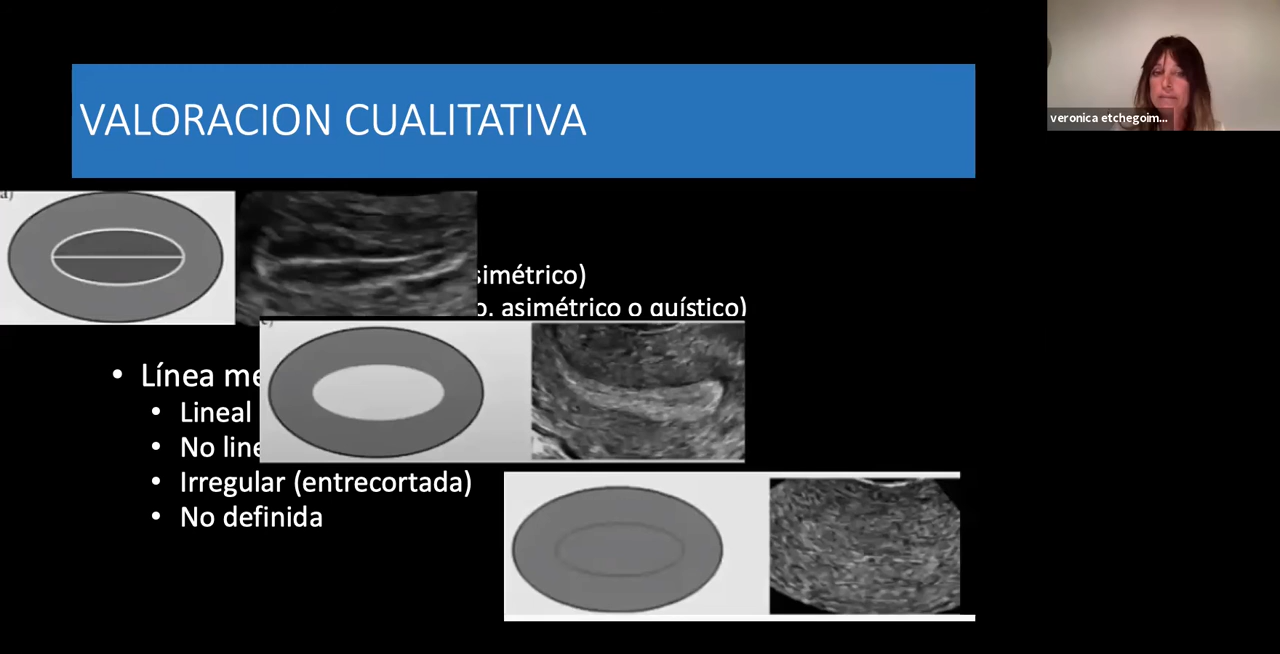 VALORACION CUALITATIVA
veronica etchegoim...
a)
simétrico)
o. asimétrico o quístico)
• Línea me
• Lineal
• No line
• Irregular (entrecortada)
• No definida